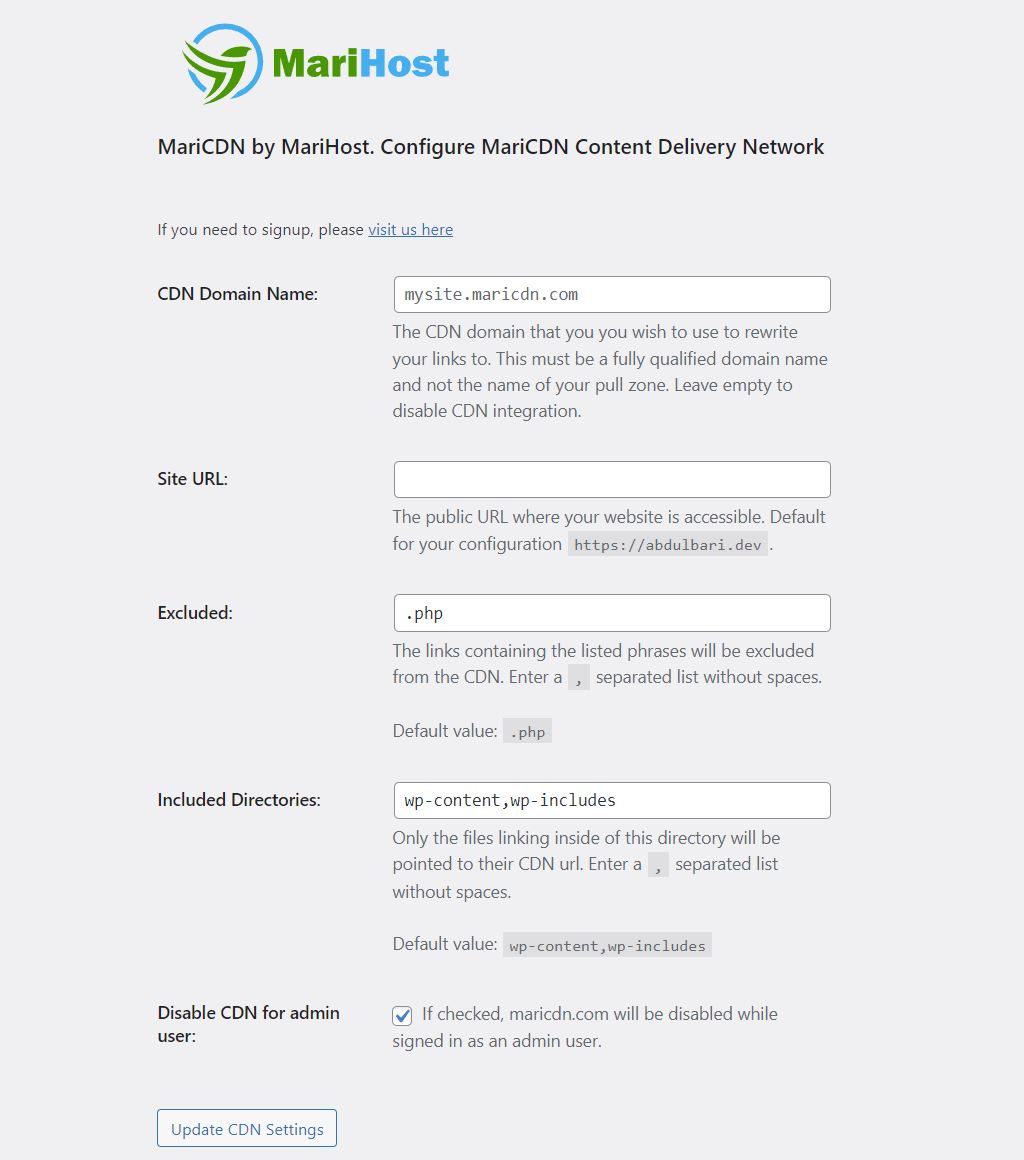 MariHost
MariCDN by MariHost. Configure MariCDN Content Delivery Network
If you need to signup, please visit us here
CDN Domain Name:
mysite.maricdn.com
The CDN domain that you you wish to use to rewrite
your links to. This must be a fully qualified domain name
and not the name of your pull zone. Leave empty to
disable CDN integration.
Site URL:
The public URL where your website is accessible. Default
for your configuration https://abdulbari.dev .
Excluded:
.php
The links containing the listed phrases will be excluded
from the CDN. Enter a , separated list without spaces.
Default value: .php
Included Directories:
wp-content,wp-includes
Only the files linking inside of this directory will be
pointed to their CDN url. Enter a , separated list
without spaces.
Default value: wp-content,wp-includes
Disable CDN for admin
user:
If checked, maricdn.com will be disabled while
signed in as an admin user.
Update CDN Settings